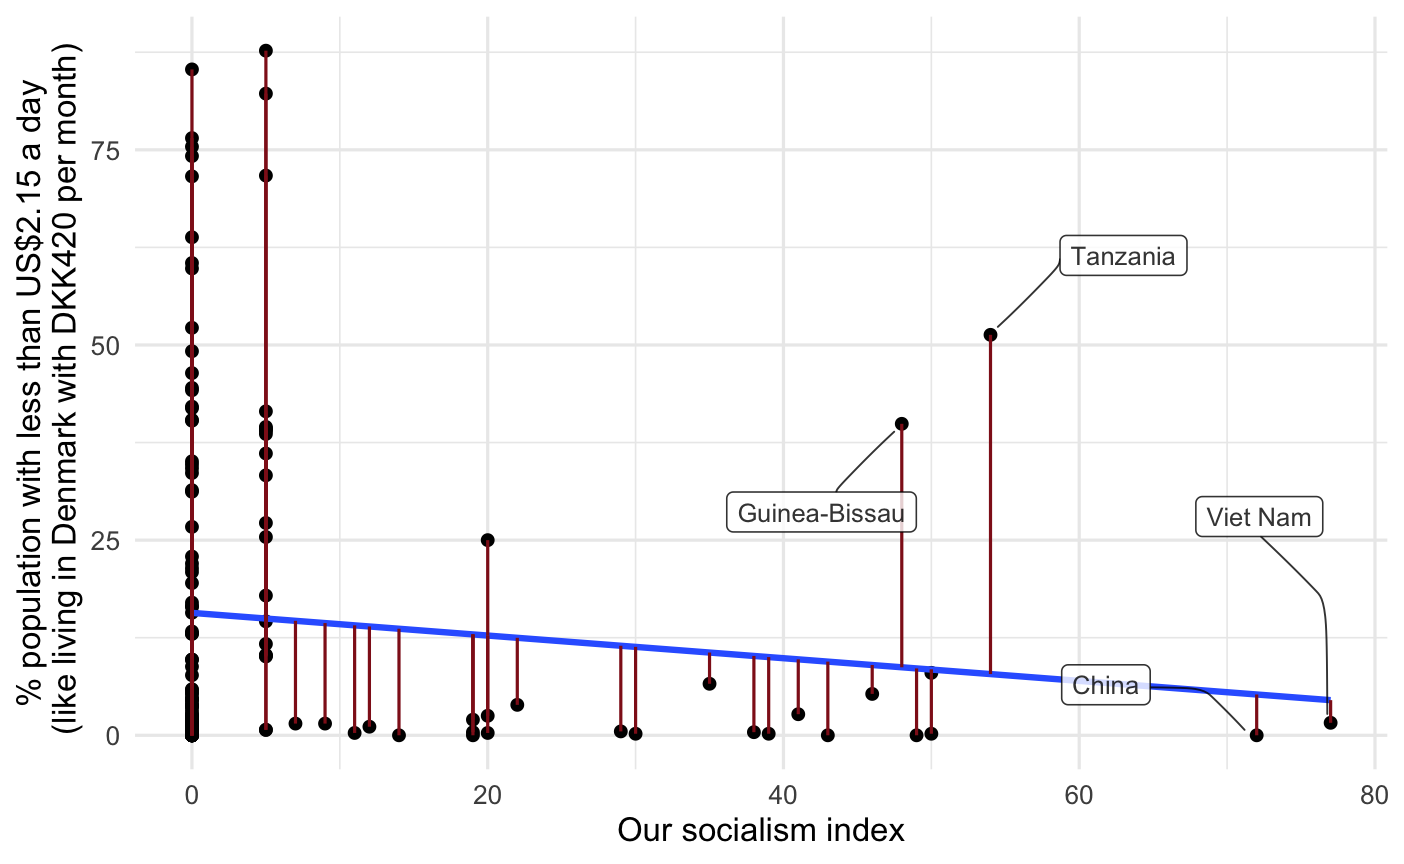 % population with less than US$2.15 a day
(like living in Denmark with DKK420 per month)
75
50
25
0
Tanzania
Guinea-Bissau
Viet Nam
China
0 20 40 60 80
Our socialism index